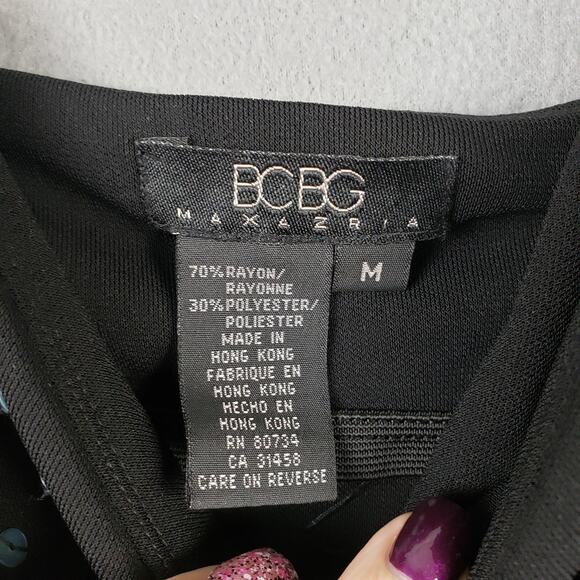 BCBG
MAXAZRIA
M
70%RAYON/
RAYONNE
30%POLYESTER/
POLIESTER
MADE IN
HONG KONG
FABRIQUE EN
HONG KONG
HECHO EN
HONG KONG
RN 80734
CA 31458
CARE ON REVERSE